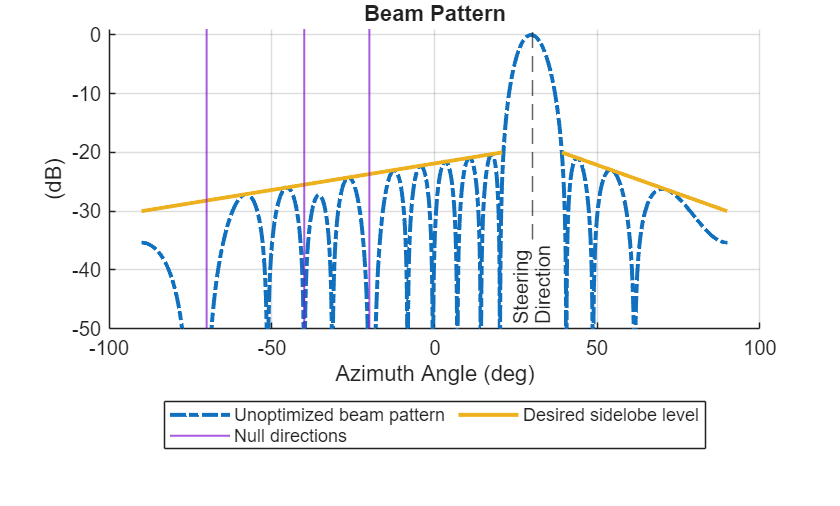 Beam Pattern
0
-10
-20
-30
-40
-50
(dB)
Steering
Direction
-100
-50
0
50
100
Azimuth Angle (deg)
Unoptimized beam pattern
Desired sidelobe level
Null directions